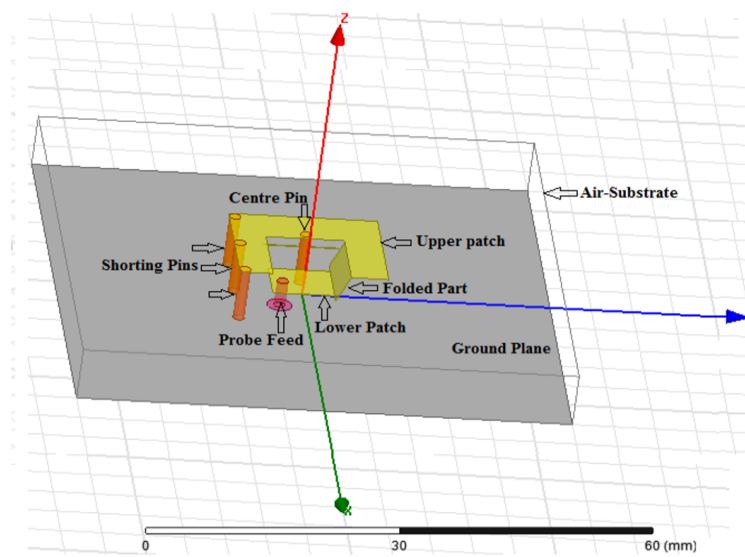 Z
Centre Pin
Air-Substrate
Upper patch
Shorting Pins
Folded Part
Probe Feed
Lower Patch
Ground Plane
0
30
60 (mm)